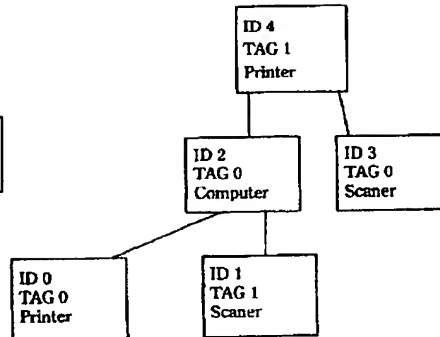 ID 4
TAG 1
Printer
ID 2
TAG 0
Computer
ID 3
TAG 0
Scaner
ID 0
TAG 0
Printer
ID 1
TAG 1
Scaner